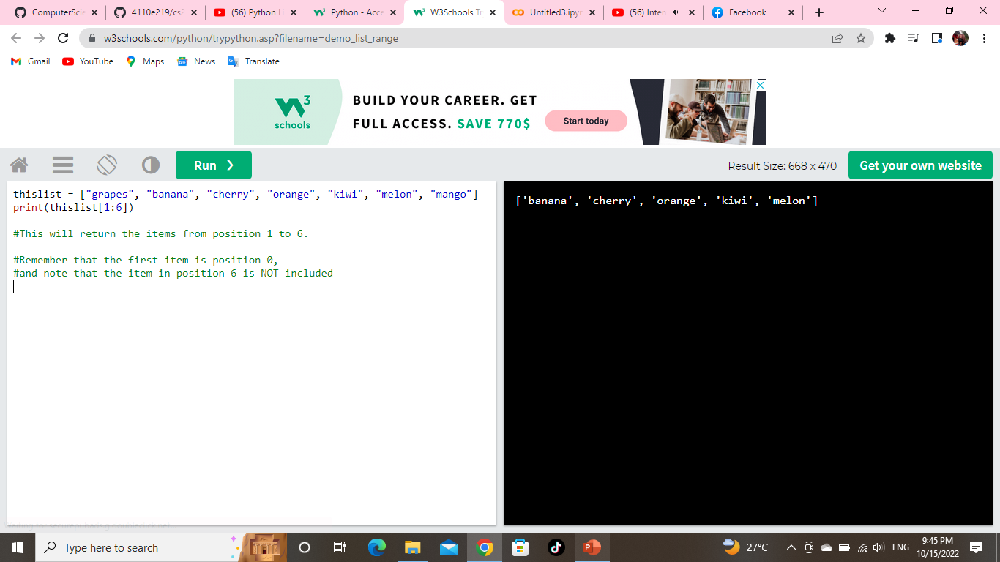 ComputerScie
4110e219/cs2
(56) Python Li
Python - Acce
W3Schools Tr
Untitled3.ipyn
(56) Inter
Facebook
w3schools.com/python/trypython.asp?filename=demo_list_range
Gmail
YouTube
Maps
News
Translate
w3
schools
BUILD YOUR CAREER. GET
FULL ACCESS. SAVE 770$
Start today
Run ❯
Result Size: 668 x 470
Get your own website
thislist = ["grapes", "banana", "cherry", "orange", "kiwi", "melon", "mango"]
print(thislist[1:6])
#This will return the items from position 1 to 6.
#Remember that the first item is position 0,
#and note that the item in position 6 is NOT included
['banana', 'cherry', 'orange', 'kiwi', 'melon']
Type here to search
27°C
ENG
9:45 PM
10/15/2022